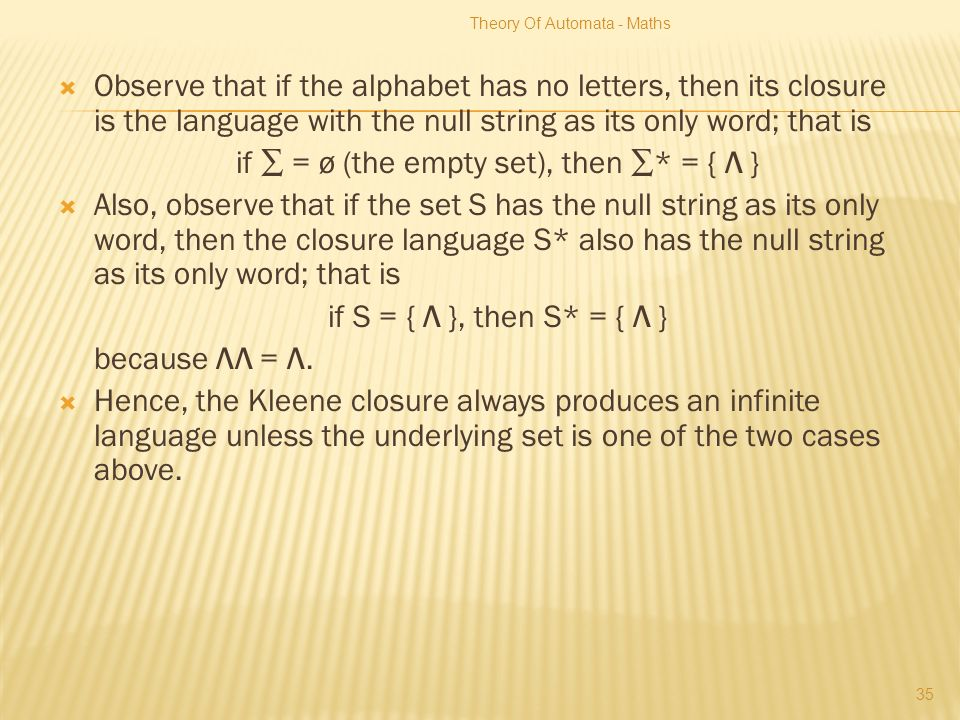 Theory Of Automata - Maths
Observe that if the alphabet has no letters, then its closure
is the language with the null string as its only word; that is
if ∑ = ø (the empty set), then ∑* = { Λ }
Also, observe that if the set S has the null string as its only
word, then the closure language S* also has the null string
as its only word; that is
if S = { Λ }, then S* = { Λ }
because ΛΛ = Λ.
Hence, the Kleene closure always produces an infinite
language unless the underlying set is one of the two cases
above.
35